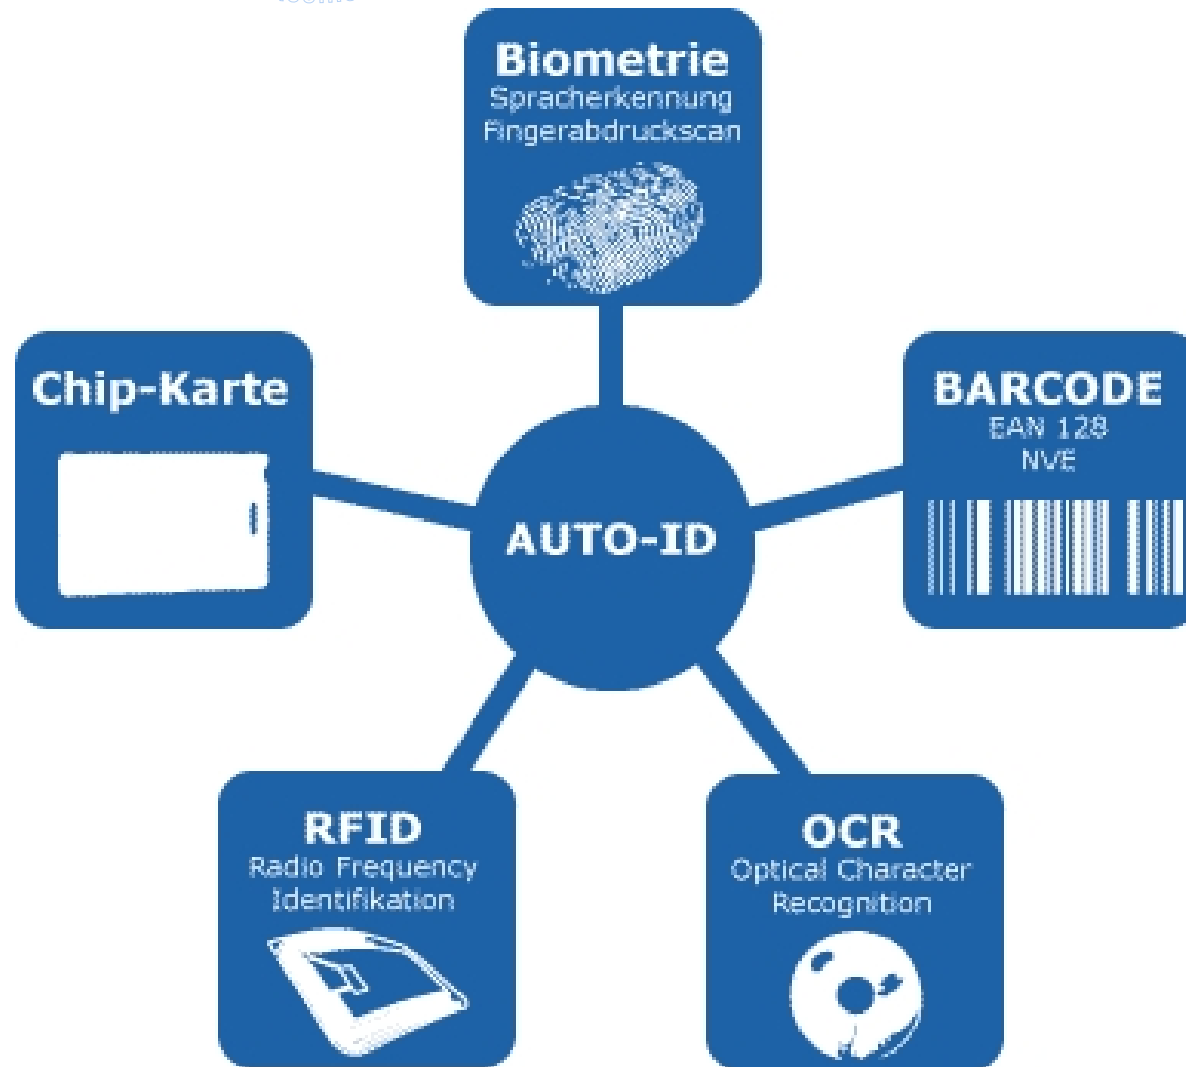 Biometrie
Spracherkennung
Fingerabdruckscan
Chip-Karte
BARCODE
EAN 128
NVE
AUTO-ID
RFID
Radio Frequency
Identifikation
OCR
Optical Character
Recognition